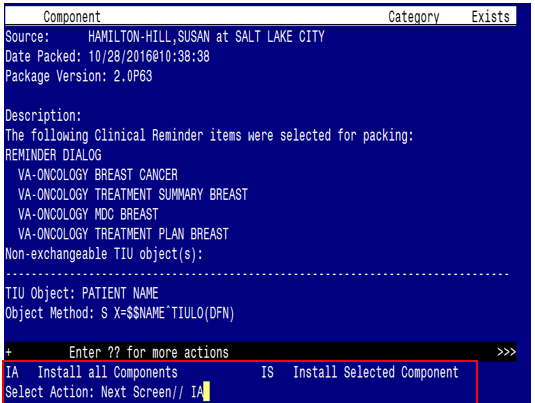 Component Category Exists
Source: HAMILTON-HILL,SUSAN at SALT LAKE CITY
Date Packed: 10/28/2016@10:38:38
Package Version: 2.0P63
Description:
The following Clinical Reminder items were selected for packing:
REMINDER DIALOG
VA-ONCOLOGY BREAST CANCER
VA-ONCOLOGY TREATMENT SUMMARY BREAST
VA-ONCOLOGY MDC BREAST
VA-ONCOLOGY TREATMENT PLAN BREAST
Non-exchangeable TIU object(s):
--------------------------------------------------------------------------------
TIU Object: PATIENT NAME
Object Method: S X=$$NAME^TIULO(DFN)
+ Enter ?? for more actions >>>
IA Install all Components IS Install Selected Component
Select Action: Next Screen// IA